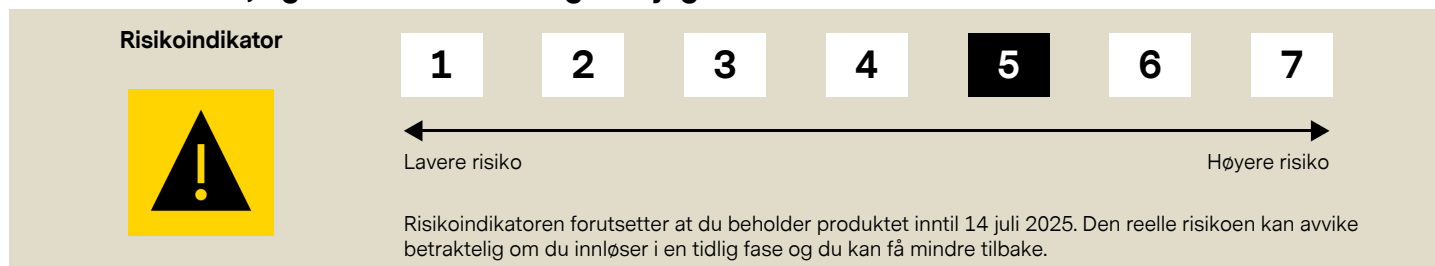 Risikoindikator
1 2 3 4 5 6 7
Lavere risiko Høyere risiko
Risikoindikatoren forutsetter at du beholder produktet inntil 14 juli 2025. Den reelle risikoen kan avvike
betraktelig om du innløser i en tidlig fase og du kan få mindre tilbake.